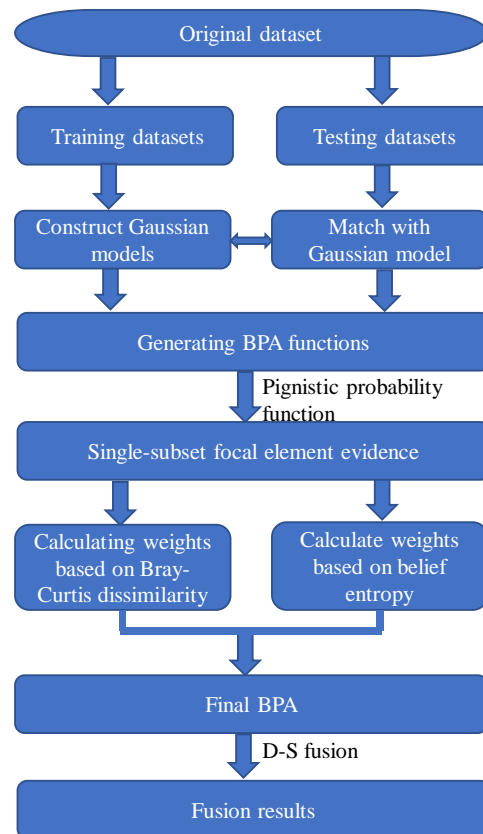 Original dataset
Training datasets
Testing datasets
Construct Gaussian
models
Match with
Gaussian model
Generating BPA functions
Pignistic probability
function
Single-subset focal element evidence
Calculating weights
based on Bray-
Curtis dissimilarity
Calculate weights
based on belief
entropy
Final BPA
D-S fusion
Fusion results